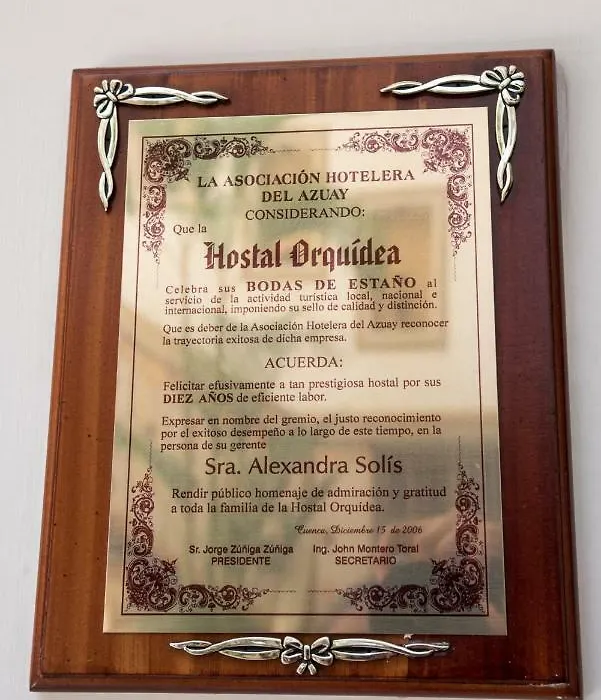 LA ASOCIACIÓN HOTELERA
DEL AZUAY
CONSIDERANDO:
Que la
Hostal Orquídea
Celebra sus BODAS DE ESTAÑO al
servicio de la actividad turística local, nacional e
internacional, imponiendo su sello de calidad y distinción.
Que es deber de la Asociación Hotelera del Azuay reconocer
la trayectoria exitosa de dicha empresa.
ACUERDA:
Felicitar efusivamente a tan prestigiosa hostal por sus
DIEZ AÑOS de eficiente labor.
Expresar en nombre del gremio, el justo reconocimiento
por el exitoso desempeño a lo largo de este tiempo, en la
persona de su gerente
Sra. Alexandra Solís
Rendir público homenaje de admiración y gratitud
a toda la familia de la Hostal Orquídea.
Cuenca, Diciembre 15 de 2006
Sr. Jorge Zúñiga Zúñiga Ing. John Montero Toral
PRESIDENTE SECRETARIO